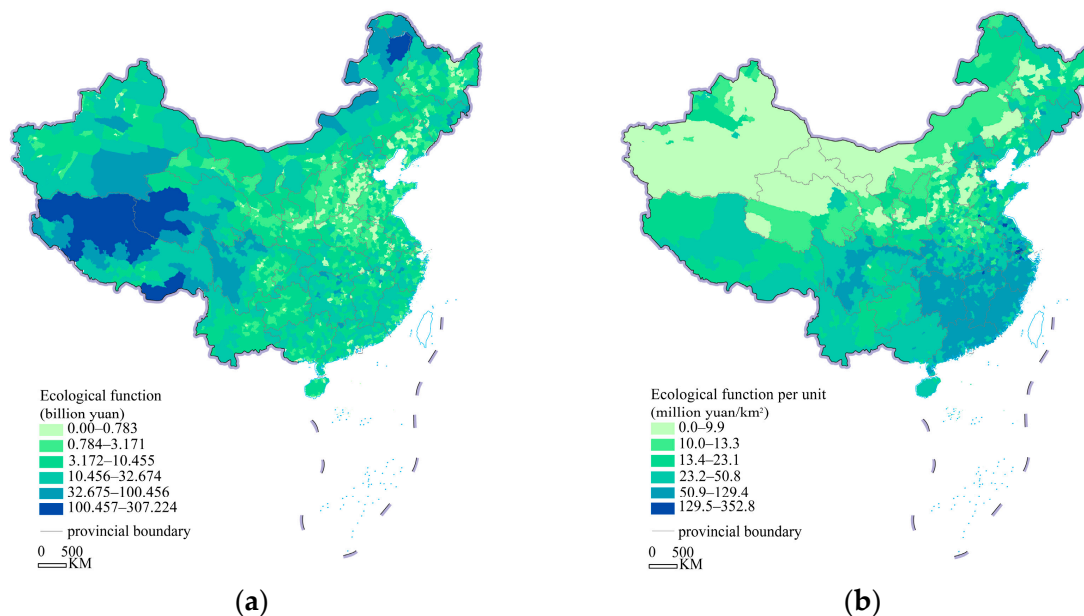 Ecological function
(billion yuan)
0.00–0.783
0.784–3.171
3.172–10.455
10.456–32.674
32.675–100.456
100.457–307.224
provincial boundary
0 500
KM
(a)
Ecological function per unit
(million yuan/km²)
0.0–9.9
10.0–13.3
13.4–23.1
23.2–50.8
50.9–129.4
129.5–352.8
provincial boundary
0 500
KM
(b)